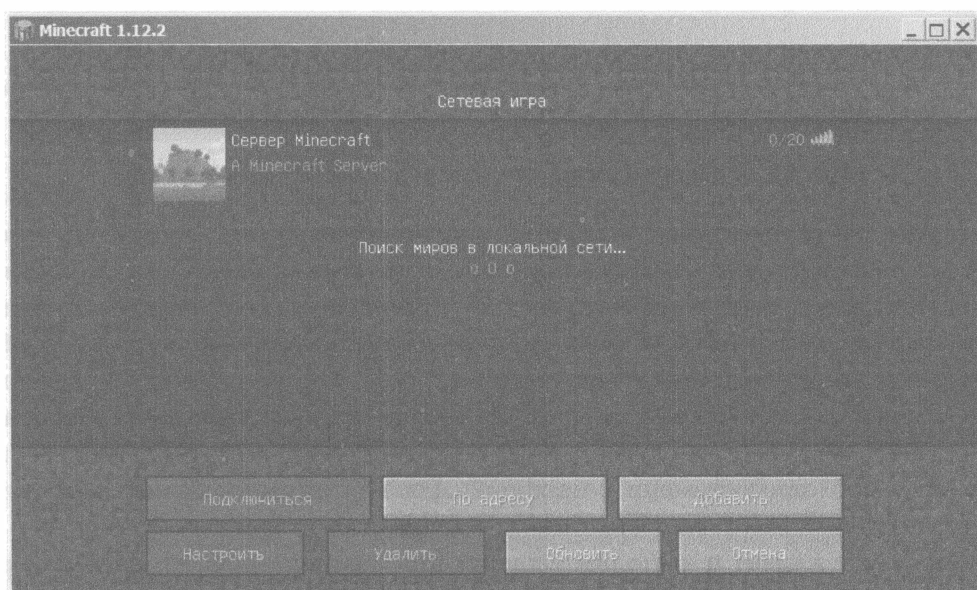 Minecraft 1.12.2
Сетевая игра
Сервер Minecraft 0/20
A Minecraft Server
Поиск миров в локальной сети...
o O o
Подключиться По адресу Добавить
Настроить Удалить Обновить Отмена